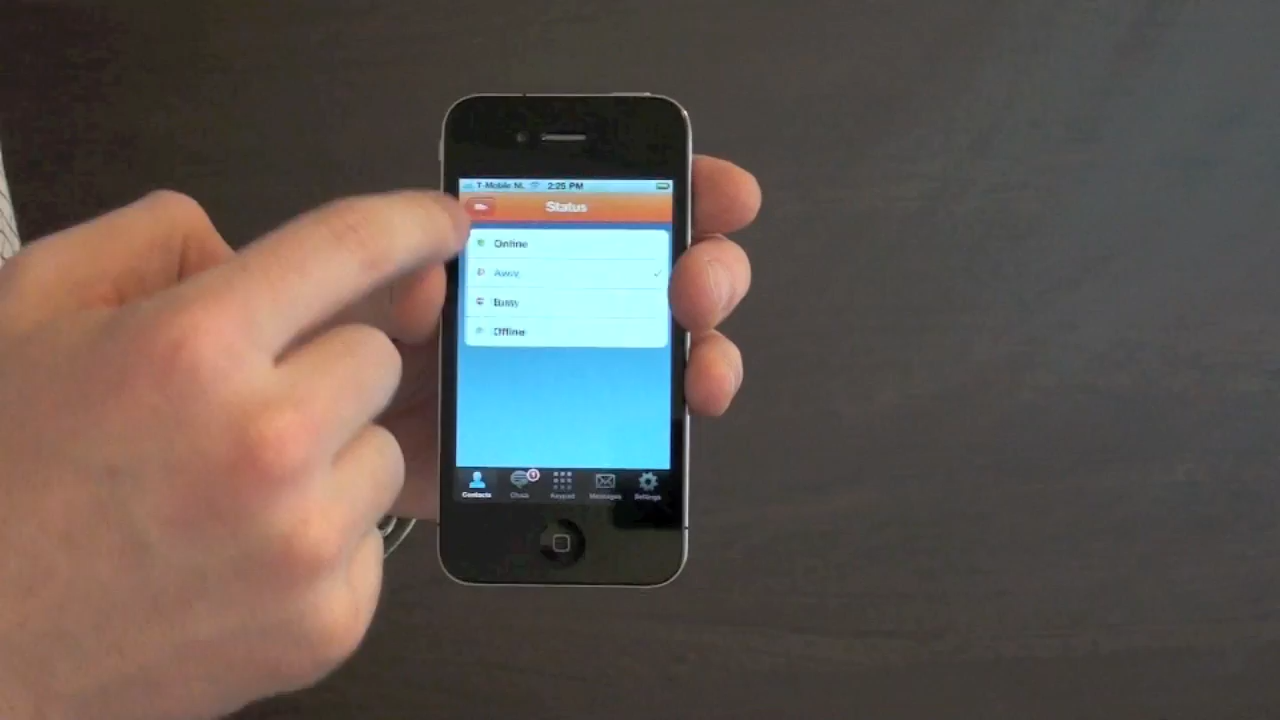 T-Mobile NL 2:25 PM
Status
Online
Away
Busy
Offline
Contacts Chats Keypad Messages Settings